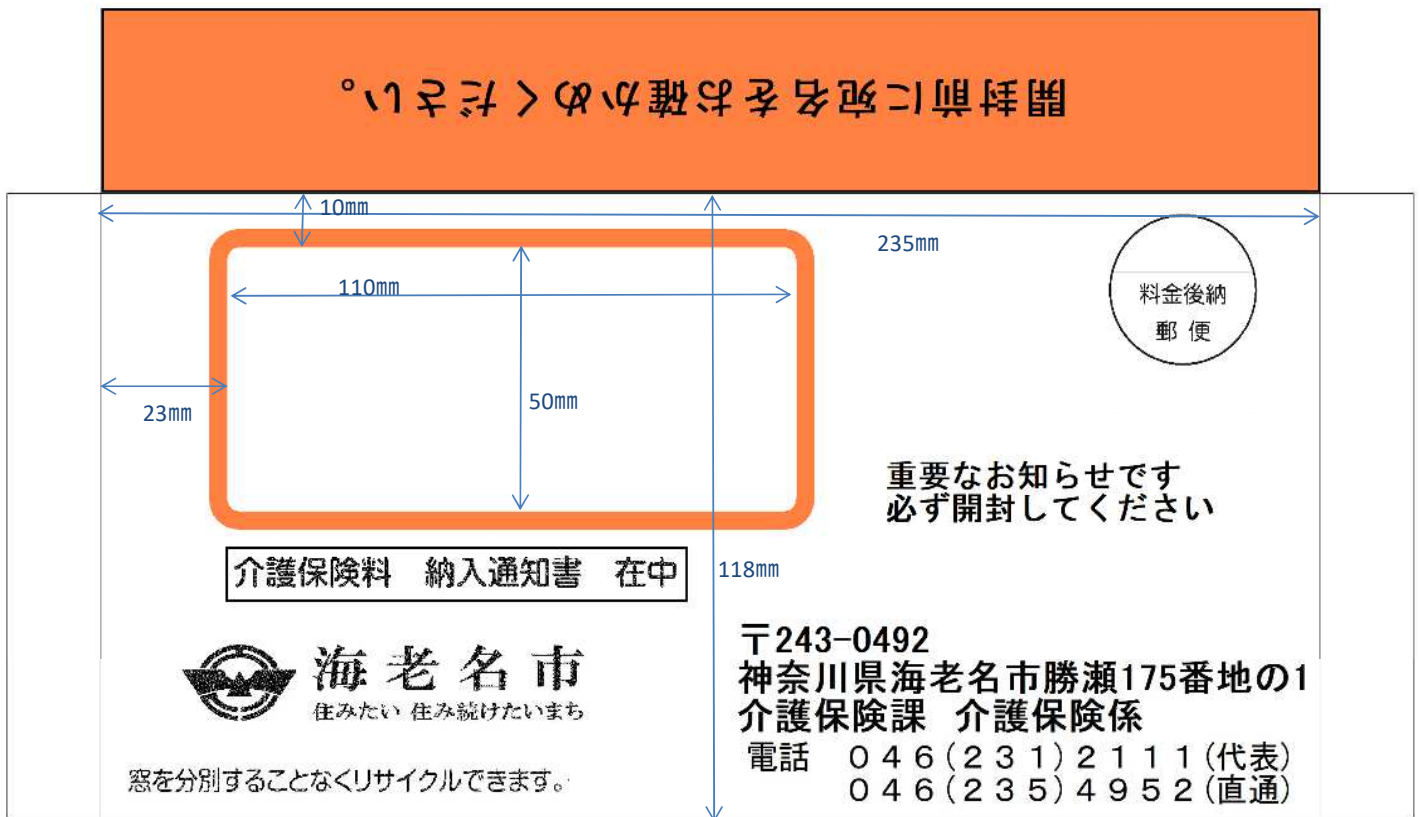 開封前に宛名をお確かめください。
10㎜
235㎜
110㎜
料金後納
郵 便
23㎜
50㎜
重要なお知らせです
必ず開封してください
介護保険料　納入通知書　在中
118㎜
〒243-0492
神奈川県海老名市勝瀬175番地の1
介護保険課　介護保険係
電話　０４６(２３１)２１１１(代表)
０４６(２３５)４９５２(直通)
海老名市
住みたい 住み続けたいまち
窓を分別することなくリサイクルできます。